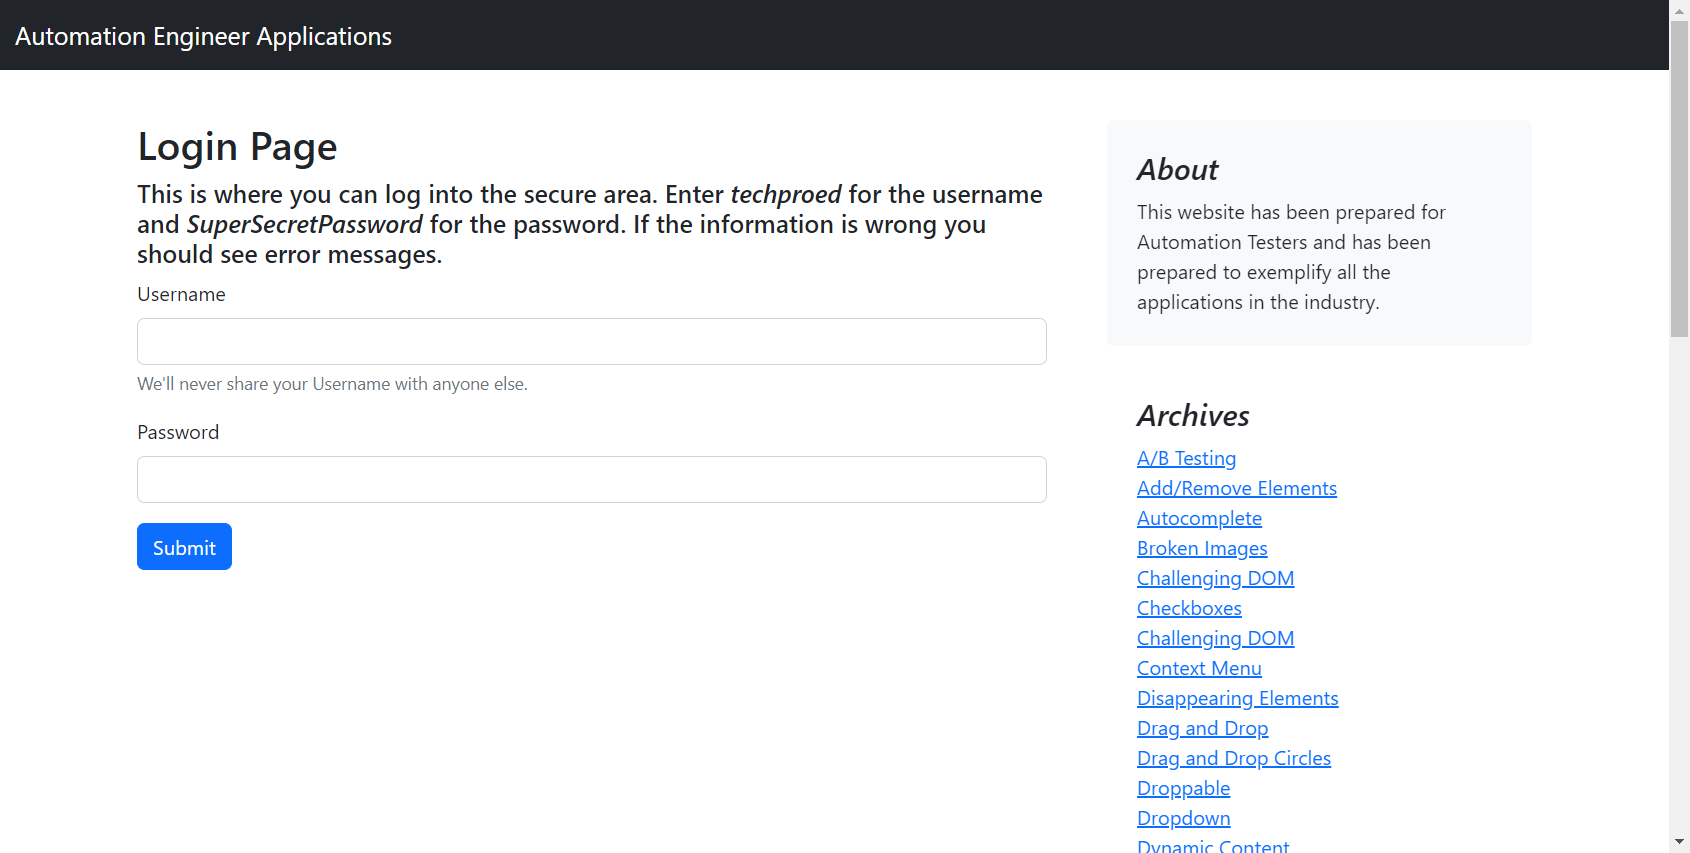 Automation Engineer Applications
Login Page
This is where you can log into the secure area. Enter techproed for the username
and SuperSecretPassword for the password. If the information is wrong you
should see error messages.
Username
We'll never share your Username with anyone else.
Password
Submit
About
This website has been prepared for
Automation Testers and has been
prepared to exemplify all the
applications in the industry.
Archives
A/B Testing
Add/Remove Elements
Autocomplete
Broken Images
Challenging DOM
Checkboxes
Challenging DOM
Context Menu
Disappearing Elements
Drag and Drop
Drag and Drop Circles
Droppable
Dropdown
Dynamic Content